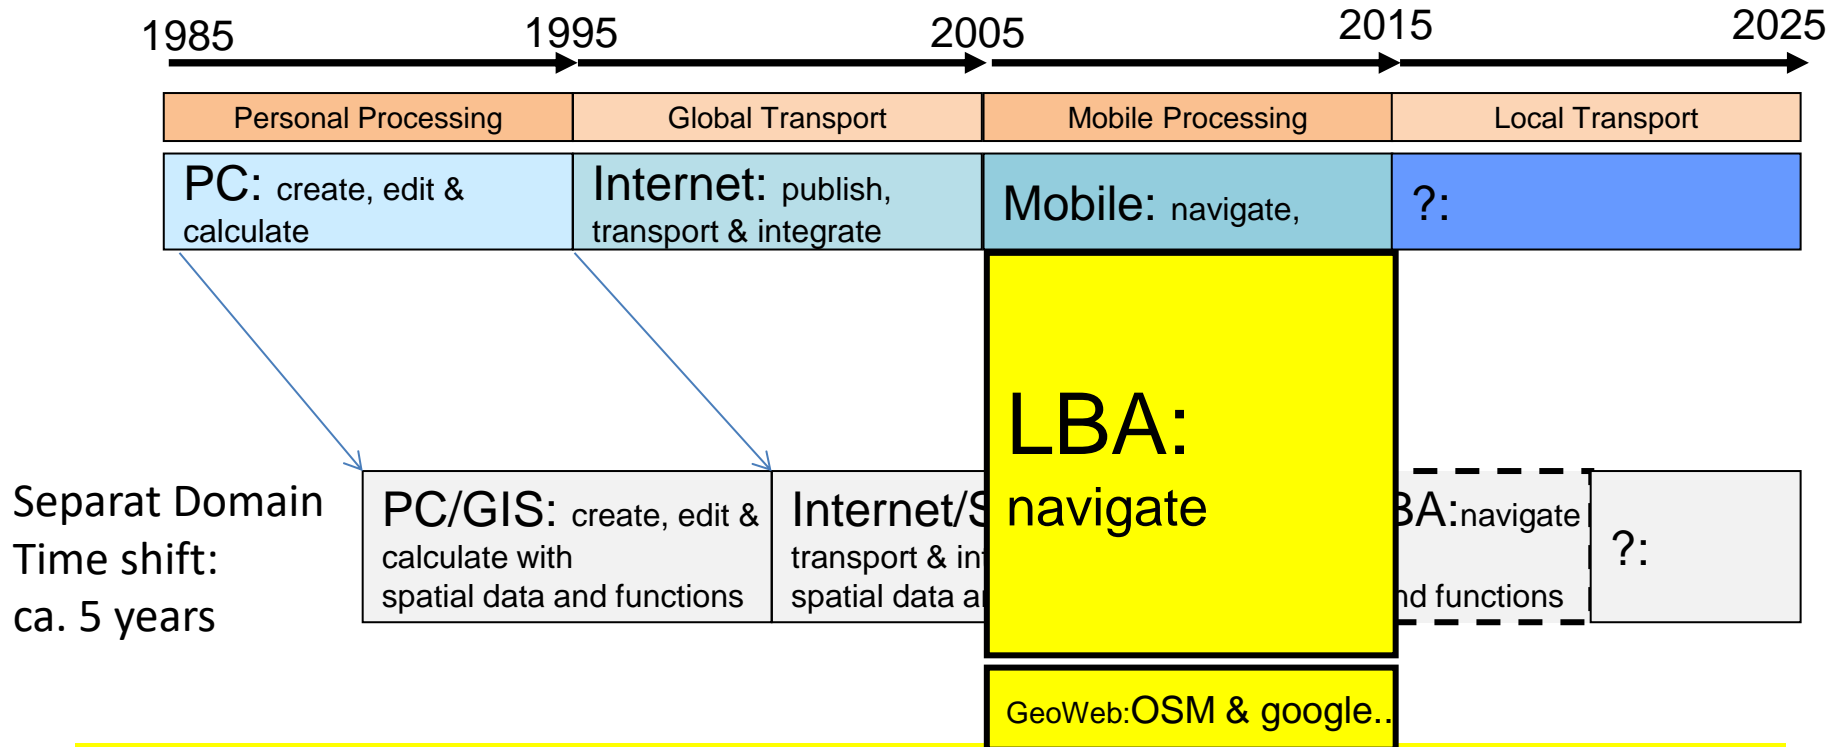 1985 1995 2005 2015 2025
Personal Processing Global Transport Mobile Processing Local Transport
PC: create, edit &
calculate
Internet: publish,
transport & integrate
Mobile: navigate,
?:
LBA:
navigate
Separat Domain
Time shift:
ca. 5 years
PC/GIS: create, edit &
calculate with
spatial data and functions
Internet/
transport &
spatial data
BA:navigate
functions
?:
GeoWeb:OSM & google..